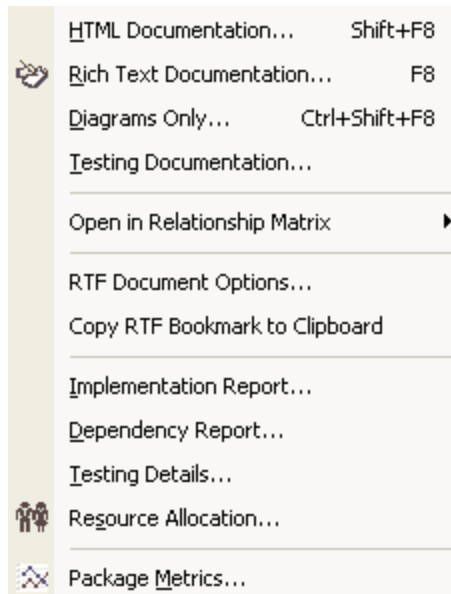 HTML Documentation... Shift+F8
Rich Text Documentation... F8
Diagrams Only... Ctrl+Shift+F8
Testing Documentation...
Open in Relationship Matrix
RTF Document Options...
Copy RTF Bookmark to Clipboard
Implementation Report...
Dependency Report...
Testing Details...
Resource Allocation...
Package Metrics...